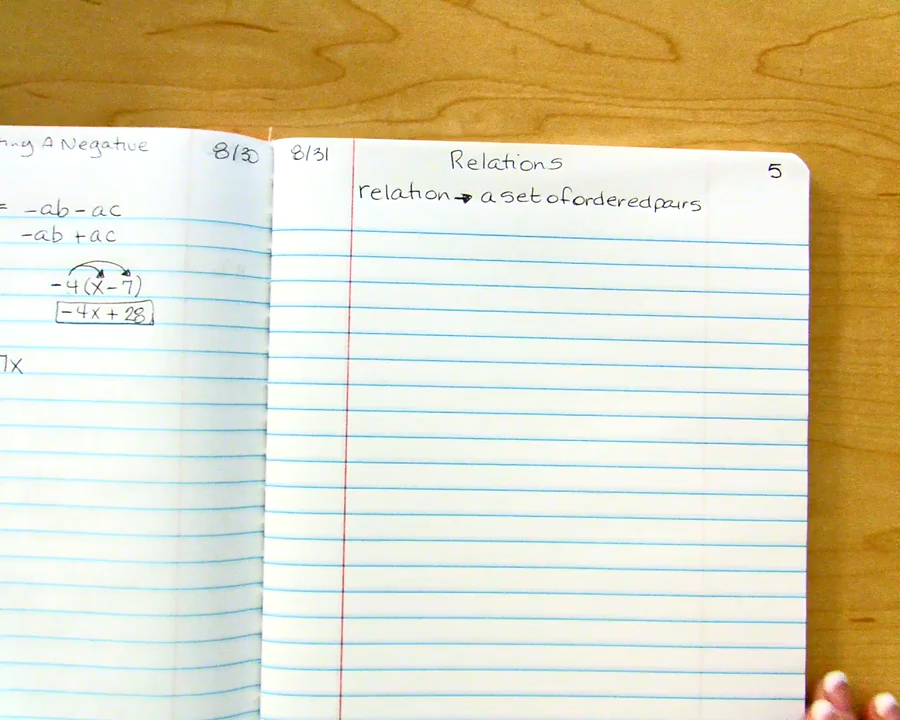 A Negative 8/30
= -ab - ac
-ab + ac
-4(x - 7)
-4x + 28
7x
8/31 Relations 5
relation → a set of ordered pairs